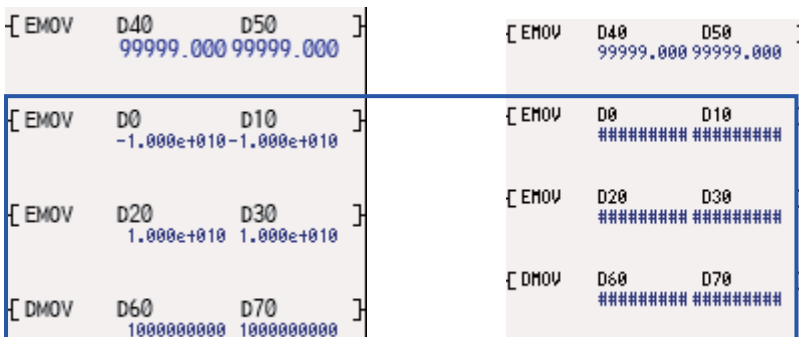 [ EMOV D40 D50 ]
99999.000 99999.000
[ EMOV D0 D10 ]
-1.000e+010 -1.000e+010
[ EMOV D20 D30 ]
1.000e+010 1.000e+010
[ DMOV D60 D70 ]
1000000000 1000000000
[ EMOV D40 D50 ]
99999.000 99999.000
[ EMOV D0 D10
######### #########
[ EMOV D20 D30
######### #########
[ DMOV D60 D70
######### #########